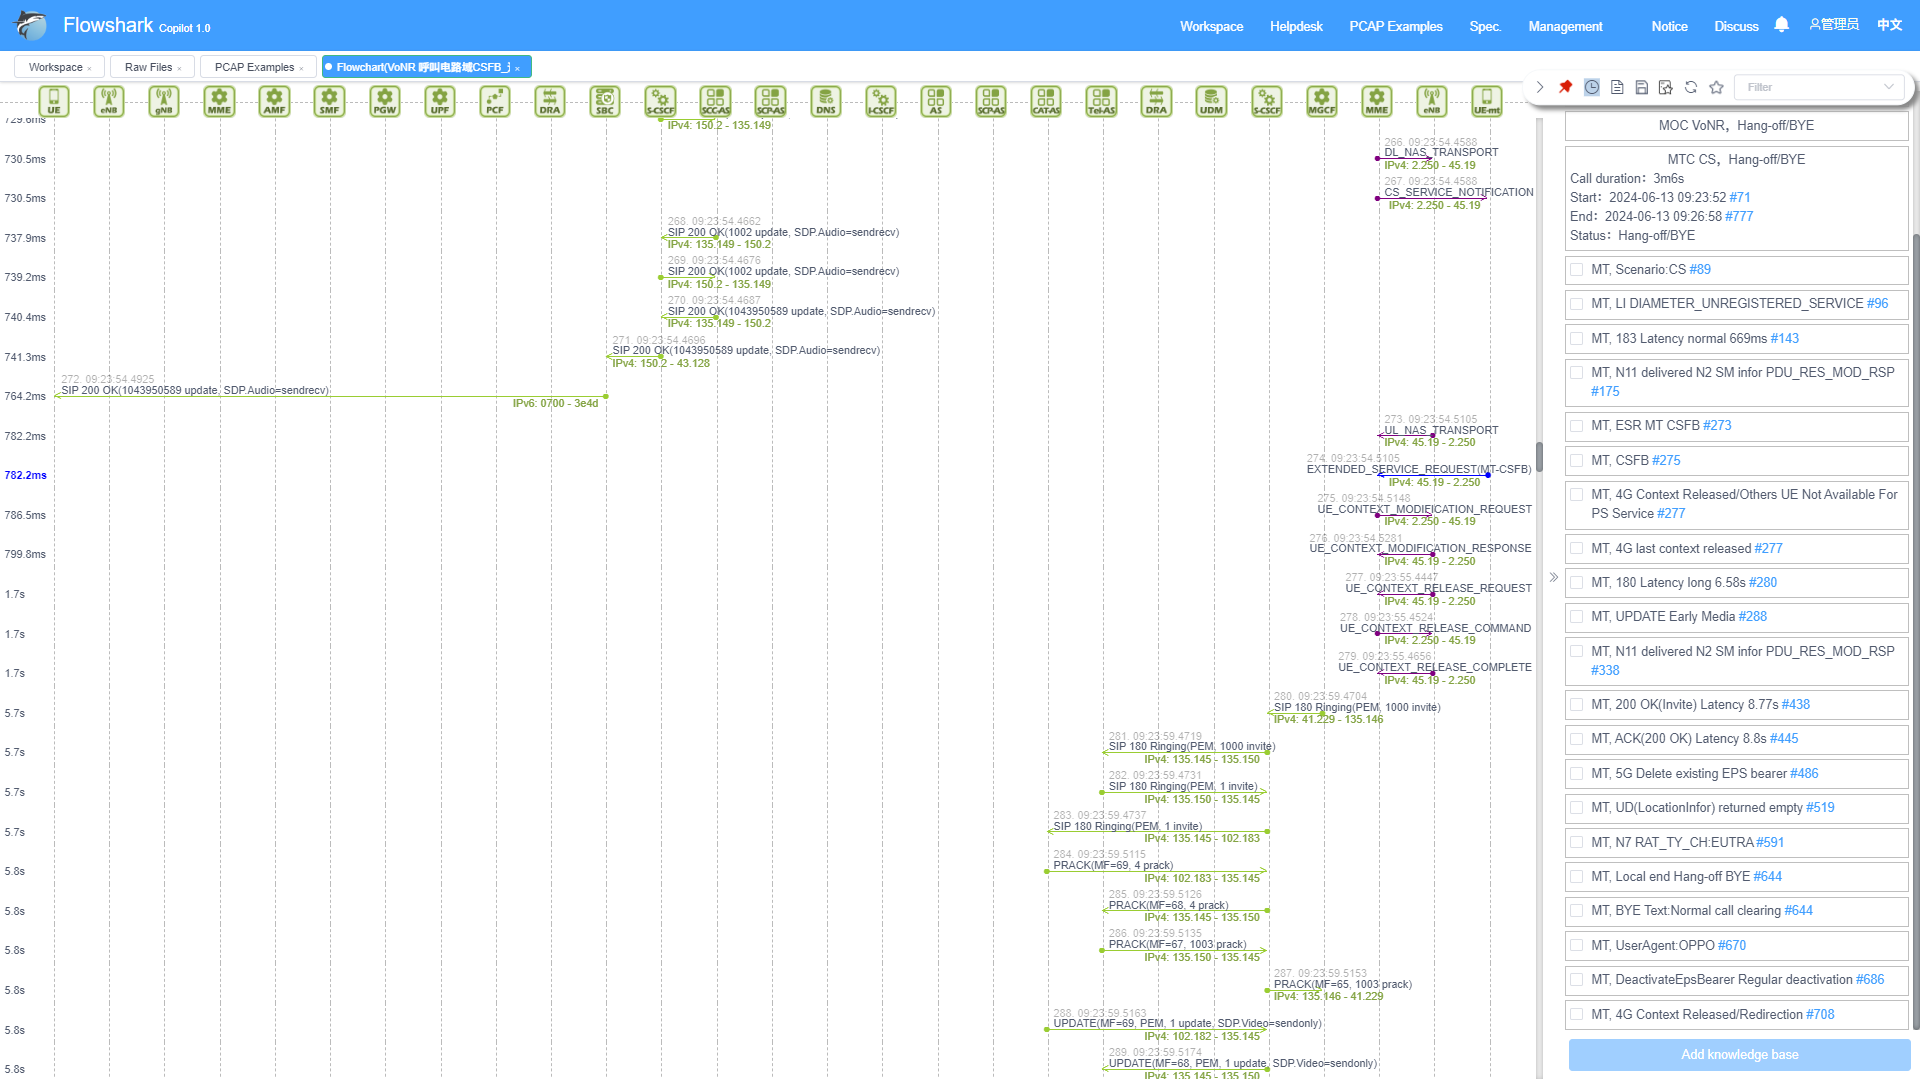 Flowshark Copilot 1.0
Workspace Helpdesk PCAP Examples Spec. Management Notice Discuss 管理员 中文
Workspace × Raw Files × PCAP Examples × Flowchart(VoNR 呼叫电路域CSFB_ ×
Filter
UE eNB gNB MME AMF SMF PGW UPF PCF DRA SBC S-CSCF SCC-AS SCP-AS DNS I-CSCF AS SCP-AS CAT-AS Tel-AS DRA UDM S-CSCF MGCF MME eNB UE-mt
729.6ms
IPv4: 150.2 - 135.149
730.5ms
266. 09:23:54.4588
DL_NAS_TRANSPORT
IPv4: 2.250 - 45.19
730.5ms
267. 09:23:54.4588
CS_SERVICE_NOTIFICATION
IPv4: 2.250 - 45.19
737.9ms
268. 09:23:54.4662
SIP 200 OK(1002 update, SDP.Audio=sendrecv)
IPv4: 135.149 - 150.2
739.2ms
269. 09:23:54.4676
SIP 200 OK(1002 update, SDP.Audio=sendrecv)
IPv4: 150.2 - 135.149
740.4ms
270. 09:23:54.4687
SIP 200 OK(1043950589 update, SDP.Audio=sendrecv)
IPv4: 135.149 - 150.2
741.3ms
271. 09:23:54.4696
SIP 200 OK(1043950589 update, SDP.Audio=sendrecv)
IPv4: 150.2 - 43.128
764.2ms
272. 09:23:54.4925
SIP 200 OK(1043950589 update, SDP.Audio=sendrecv)
IPv6: 0700 - 3e4d
782.2ms
273. 09:23:54.5105
UL_NAS_TRANSPORT
IPv4: 45.19 - 2.250
782.2ms
274. 09:23:54.5105
EXTENDED_SERVICE_REQUEST(MT-CSFB)
IPv4: 45.19 - 2.250
786.5ms
275. 09:23:54.5148
UE_CONTEXT_MODIFICATION_REQUEST
IPv4: 2.250 - 45.19
799.8ms
276. 09:23:54.5281
UE_CONTEXT_MODIFICATION_RESPONSE
IPv4: 45.19 - 2.250
1.7s
277. 09:23:55.4447
UE_CONTEXT_RELEASE_REQUEST
IPv4: 45.19 - 2.250
1.7s
278. 09:23:55.4524
UE_CONTEXT_RELEASE_COMMAND
IPv4: 2.250 - 45.19
1.7s
279. 09:23:55.4656
UE_CONTEXT_RELEASE_COMPLETE
IPv4: 45.19 - 2.250
5.7s
280. 09:23:59.4704
SIP 180 Ringing(PEM, 1000 invite)
IPv4: 41.229 - 135.146
5.7s
281. 09:23:59.4719
SIP 180 Ringing(PEM, 1000 invite)
IPv4: 135.145 - 135.150
5.7s
282. 09:23:59.4731
SIP 180 Ringing(PEM, 1 invite)
IPv4: 135.150 - 135.145
5.7s
283. 09:23:59.4737
SIP 180 Ringing(PEM, 1 invite)
IPv4: 135.145 - 102.183
5.8s
284. 09:23:59.5115
PRACK(MF=69, 4 prack)
IPv4: 102.183 - 135.145
5.8s
285. 09:23:59.5126
PRACK(MF=68, 4 prack)
IPv4: 135.145 - 135.150
5.8s
286. 09:23:59.5135
PRACK(MF=67, 1003 prack)
IPv4: 135.150 - 135.145
5.8s
287. 09:23:59.5153
PRACK(MF=65, 1003 prack)
IPv4: 135.146 - 41.229
5.8s
288. 09:23:59.5163
UPDATE(MF=69, PEM, 1 update, SDP.Video=sendonly)
IPv4: 102.182 - 135.145
5.8s
289. 09:23:59.5174
UPDATE(MF=68, PEM, 1 update, SDP.Video=sendonly)
IPv4: 135.145 - 135.150
MOC VoNR，Hang-off/BYE
MTC CS，Hang-off/BYE
Call duration：3m6s
Start：2024-06-13 09:23:52 #71
End：2024-06-13 09:26:58 #777
Status：Hang-off/BYE
MT, Scenario:CS #89
MT, LI DIAMETER_UNREGISTERED_SERVICE #96
MT, 183 Latency normal 669ms #143
MT, N11 delivered N2 SM infor PDU_RES_MOD_RSP
#175
MT, ESR MT CSFB #273
MT, CSFB #275
MT, 4G Context Released/Others UE Not Available For
PS Service #277
MT, 4G last context released #277
MT, 180 Latency long 6.58s #280
MT, UPDATE Early Media #288
MT, N11 delivered N2 SM infor PDU_RES_MOD_RSP
#338
MT, 200 OK(Invite) Latency 8.77s #438
MT, ACK(200 OK) Latency 8.8s #445
MT, 5G Delete existing EPS bearer #486
MT, UD(LocationInfor) returned empty #519
MT, N7 RAT_TY_CH:EUTRA #591
MT, Local end Hang-off BYE #644
MT, BYE Text:Normal call clearing #644
MT, UserAgent:OPPO #670
MT, DeactivateEpsBearer Regular deactivation #686
MT, 4G Context Released/Redirection #708
Add knowledge base